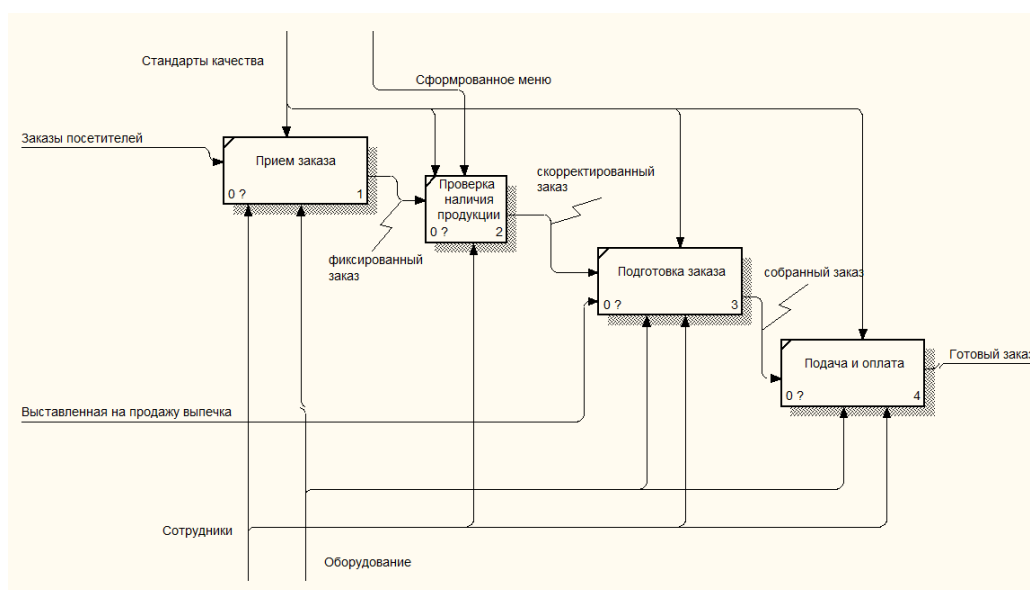 Стандарты качества
Сформированное меню
Заказы посетителей
Прием заказа
0 ?
1
скорректированный
заказ
Проверка
наличия
продукции
0 ?
2
фиксированный
заказ
Подготовка заказа
0 ?
3
собранный заказ
Готовый заказ
Подача и оплата
0 ?
4
Выставленная на продажу выпечка
Сотрудники
Оборудование